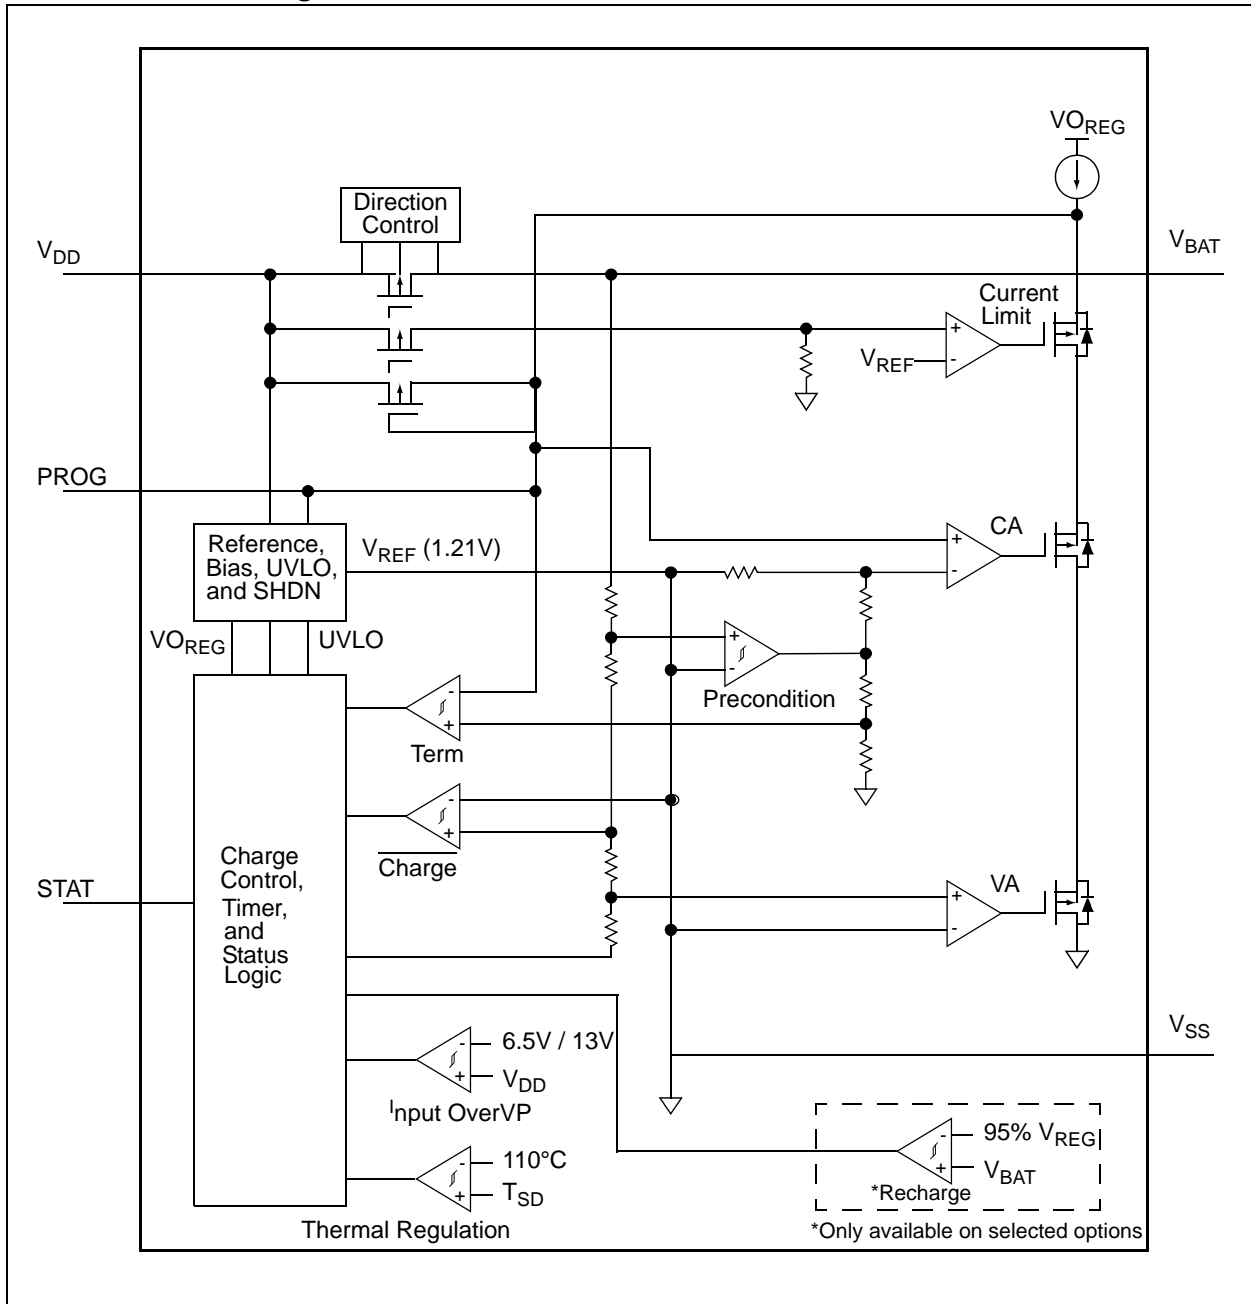 g
VO_REG
Direction
Control
V_DD
V_BAT
Current
Limit
+
-
V_REF
PROG
Reference,
Bias, UVLO,
and SHDN
V_REF (1.21V)
CA
+
-
VO_REG
UVLO
+
-
Precondition
-
+
Term
-
+
Charge
Charge
Control,
Timer,
and
Status
Logic
STAT
VA
+
-
V_SS
-
+
6.5V / 13V
V_DD
Input OverVP
-
+
110°C
T_SD
Thermal Regulation
-
+
95% V_REG
V_BAT
*Recharge
*Only available on selected options